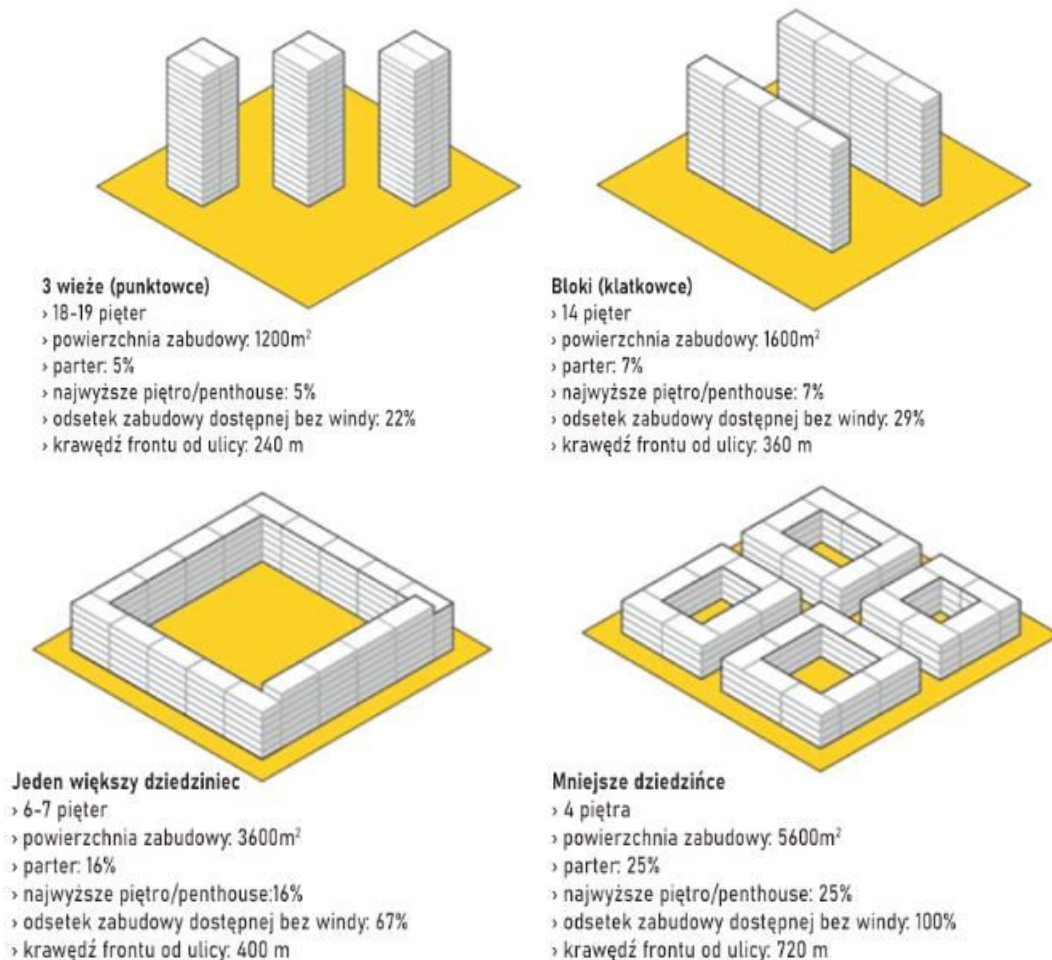 3 wieże (punktowce)
› 18-19 pięter
› powierzchnia zabudowy: 1200m²
› parter: 5%
› najwyższe piętro/penthouse: 5%
› odsetek zabudowy dostępnej bez windy: 22%
› krawędź frontu od ulicy: 240 m
Bloki (klatkowce)
› 14 pięter
› powierzchnia zabudowy: 1600m²
› parter: 7%
› najwyższe piętro/penthouse: 7%
› odsetek zabudowy dostępnej bez windy: 29%
› krawędź frontu od ulicy: 360 m
Jeden większy dziedziniec
› 6-7 pięter
› powierzchnia zabudowy: 3600m²
› parter: 16%
› najwyższe piętro/penthouse:16%
› odsetek zabudowy dostępnej bez windy: 67%
› krawędź frontu od ulicy: 400 m
Mniejsze dziedzińce
› 4 piętra
› powierzchnia zabudowy: 5600m²
› parter: 25%
› najwyższe piętro/penthouse: 25%
› odsetek zabudowy dostępnej bez windy: 100%
› krawędź frontu od ulicy: 720 m